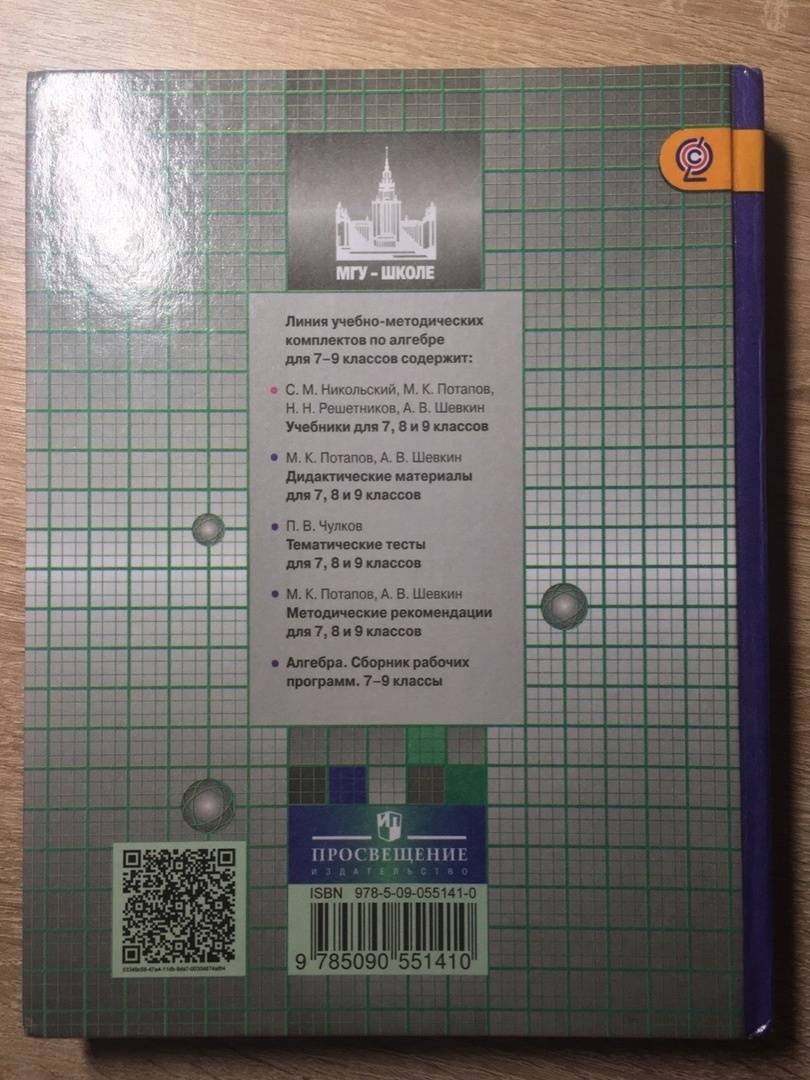 МГУ – ШКОЛЕ
Линия учебно-методических
комплектов по алгебре
для 7–9 классов содержит:
• С. М. Никольский, М. К. Потапов,
Н. Н. Решетников, А. В. Шевкин
Учебники для 7, 8 и 9 классов
• М. К. Потапов, А. В. Шевкин
Дидактические материалы
для 7, 8 и 9 классов
• П. В. Чулков
Тематические тесты
для 7, 8 и 9 классов
• М. К. Потапов, А. В. Шевкин
Методические рекомендации
для 7, 8 и 9 классов
• Алгебра. Сборник рабочих
программ. 7–9 классы
ПРОСВЕЩЕНИЕ
ИЗДАТЕЛЬСТВО
ISBN 978-5-09-055141-0
9 785090 551410